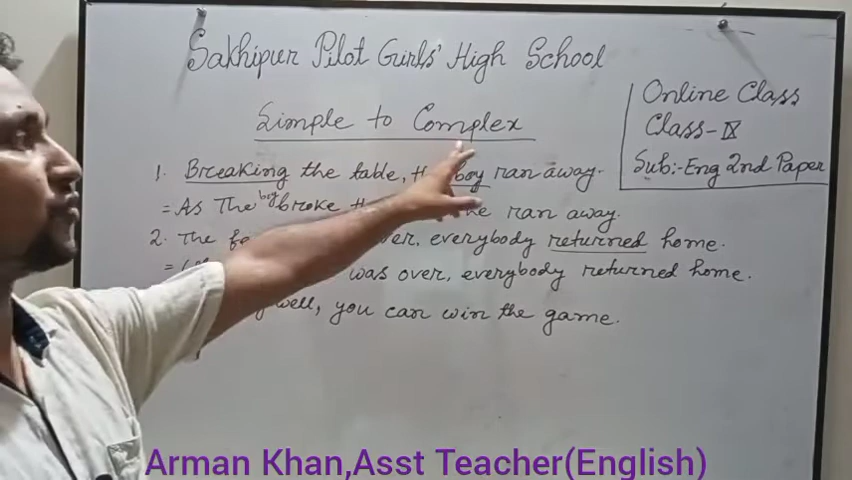 Sakhipur Pilot Girls' High School
Simple to Complex
Online Class
Class-IX
Sub:-Eng 2nd Paper
1. Breaking the table, boy ran away.
= As The boy broke ran away.
2. The over, everybody returned home.
= was over, everybody returned home.
well, you can win the game.
Arman Khan,Asst Teacher(English)